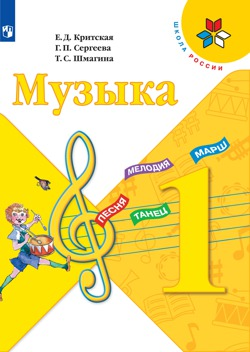 Е.Д. Критская
Г.П. Сергеева
Т.С. Шмагина
ШКОЛА РОССИИ
Музыка
МЕЛОДИЯ
МАРШ
ПЕСНЯ
ТАНЕЦ
1